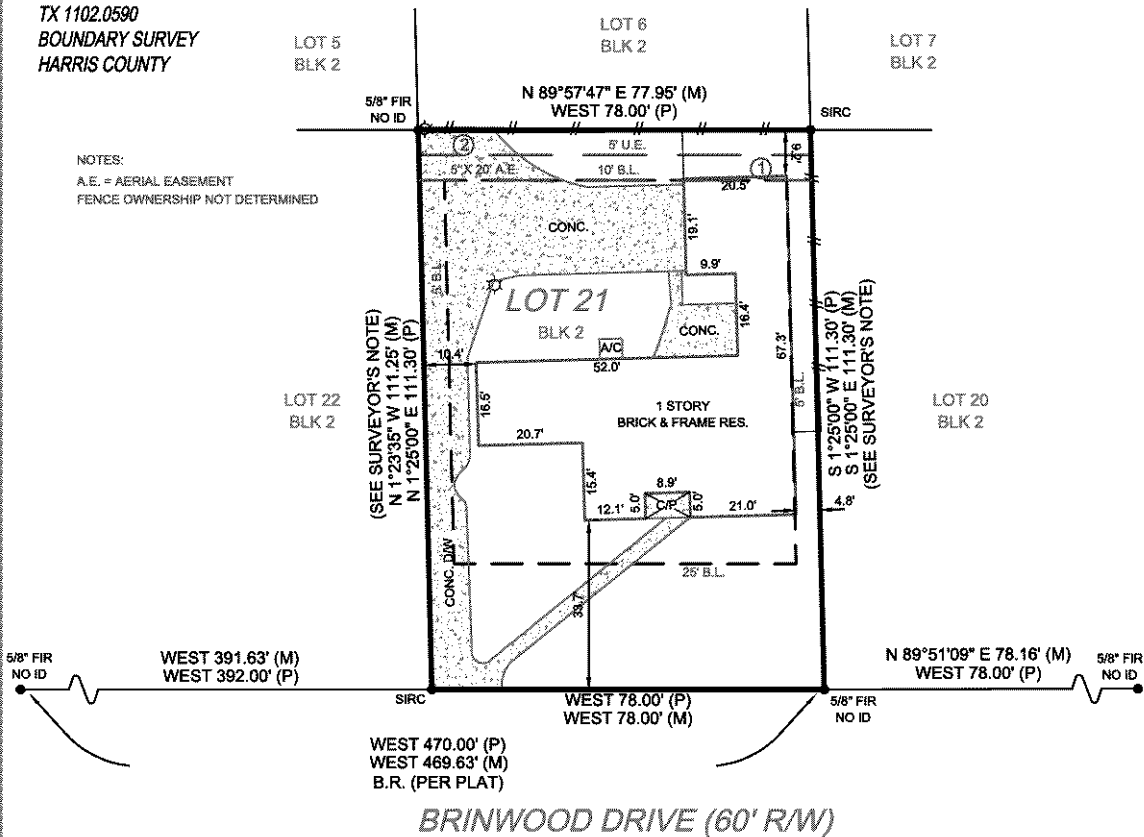 TX 1102.0590
BOUNDARY SURVEY
HARRIS COUNTY
LOT 5
BLK 2
LOT 6
BLK 2
LOT 7
BLK 2
N 89°57'47" E 77.95' (M)
WEST 78.00' (P)
5/8" FIR
NO ID
SIRC
NOTES:
A.E. = AERIAL EASEMENT
FENCE OWNERSHIP NOT DETERMINED
2
5' U.E.
9.2'
5' X 20' A.E.
10' B.L.
1
20.5'
CONC.
19.1'
9.9'
5' B.L.
LOT 21
BLK 2
CONC.
16.4'
67.3'
A/C
10.4'
52.0'
5' B.L.
(SEE SURVEYOR'S NOTE)
N 1°23'35" W 111.25' (M)
N 1°25'00" E 111.30' (P)
S 1°25'00" W 111.30' (P)
S 1°25'00" E 111.30' (M)
(SEE SURVEYOR'S NOTE)
LOT 22
BLK 2
16.5'
1 STORY
BRICK & FRAME RES.
LOT 20
BLK 2
20.7'
15.4'
8.9'
5.0'
C/P
5.0'
12.1'
21.0'
4.8'
CONC. D/W
25' B.L.
33.7'
5/8" FIR
NO ID
WEST 391.63' (M)
WEST 392.00' (P)
N 89°51'09" E 78.16' (M)
WEST 78.00' (P)
5/8" FIR
NO ID
SIRC
WEST 78.00' (P)
WEST 78.00' (M)
5/8" FIR
NO ID
WEST 470.00' (P)
WEST 469.63' (M)
B.R. (PER PLAT)
BRINWOOD DRIVE (60' R/W)